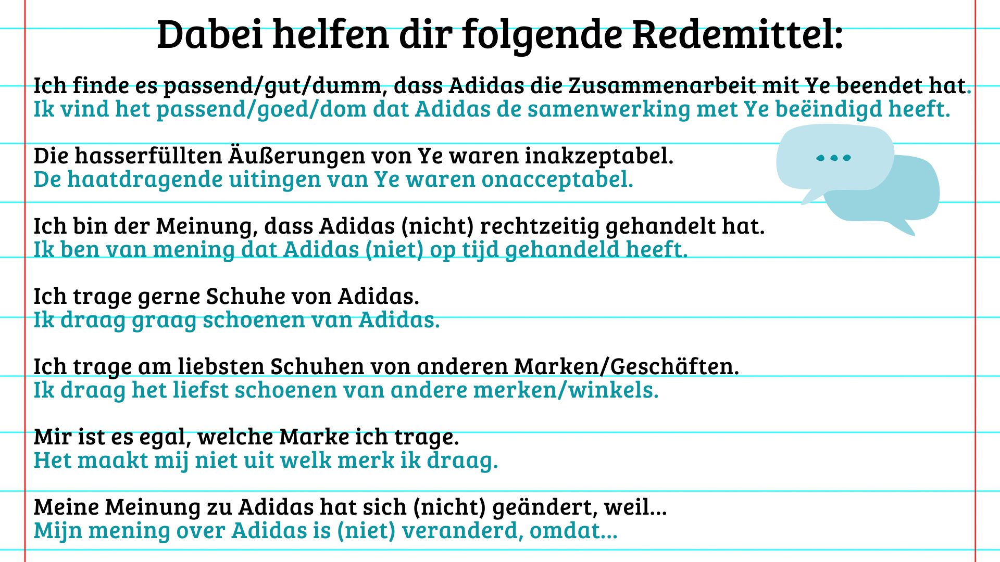 Dabei helfen dir folgende Redemittel:
Ich finde es passend/gut/dumm, dass Adidas die Zusammenarbeit mit Ye beendet hat.
Ik vind het passend/goed/dom dat Adidas de samenwerking met Ye beëindigd heeft.
Die hasserfüllten Äußerungen von Ye waren inakzeptabel.
De haatdragende uitingen van Ye waren onacceptabel.
Ich bin der Meinung, dass Adidas (nicht) rechtzeitig gehandelt hat.
Ik ben van mening dat Adidas (niet) op tijd gehandeld heeft.
Ich trage gerne Schuhe von Adidas.
Ik draag graag schoenen van Adidas.
Ich trage am liebsten Schuhen von anderen Marken/Geschäften.
Ik draag het liefst schoenen van andere merken/winkels.
Mir ist es egal, welche Marke ich trage.
Het maakt mij niet uit welk merk ik draag.
Meine Meinung zu Adidas hat sich (nicht) geändert, weil...
Mijn mening over Adidas is (niet) veranderd, omdat...